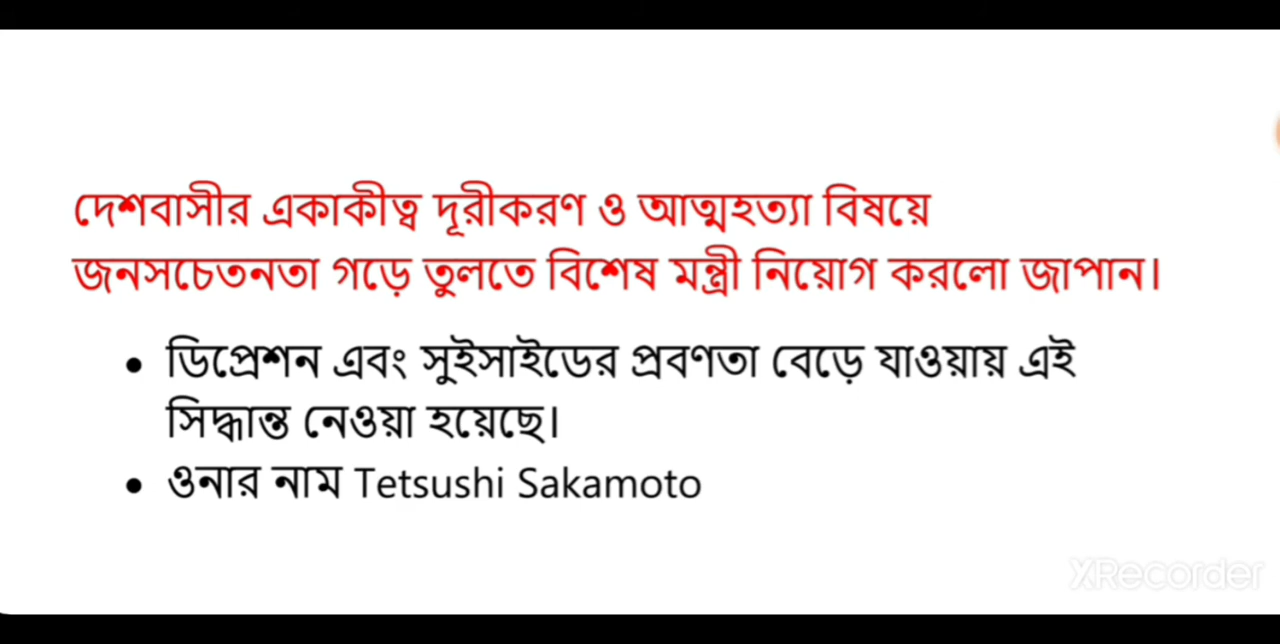 দেশবাসীর একাকীত্ব দূরীকরণ ও আত্মহত্যা বিষয়ে
জনসচেতনতা গড়ে তুলতে বিশেষ মন্ত্রী নিয়োগ করলো জাপান।
• ডিপ্রেশন এবং সুইসাইডের প্রবণতা বেড়ে যাওয়ায় এই
সিদ্ধান্ত নেওয়া হয়েছে।
• ওনার নাম Tetsushi Sakamoto
XRecorder